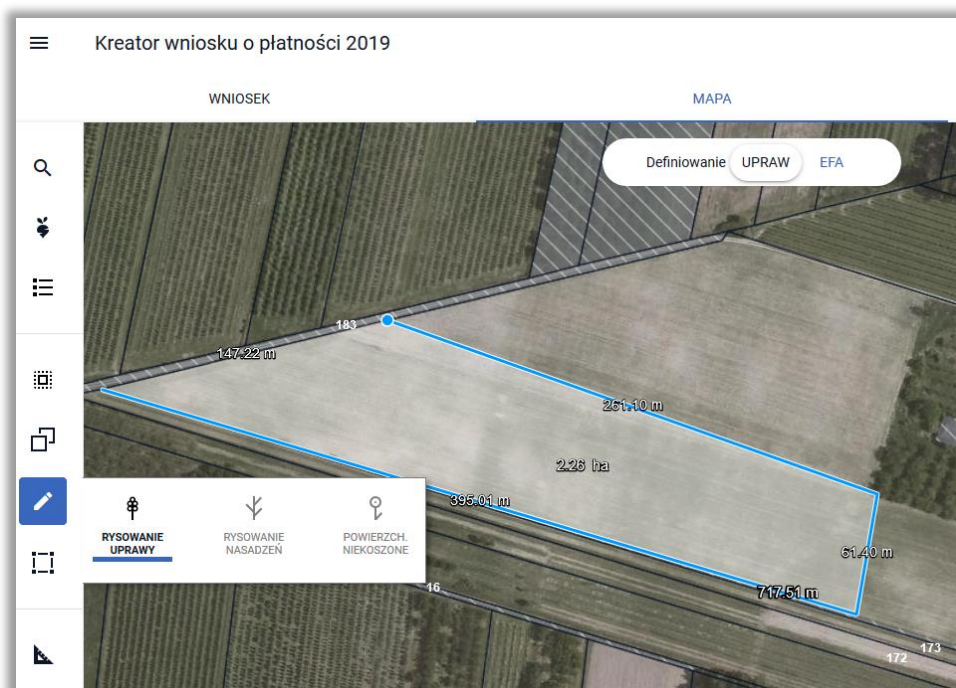 Kreator wniosku o płatności 2019
WNIOSEK
MAPA
Definiowanie UPRAW EFA
183
147.22 m
261.10 m
2.26 ha
395.01 m
RYSOWANIE
UPRAWY
RYSOWANIE
NASADZEŃ
POWIERZCH.
NIEKOSZONE
61.40 m
717.51 m
16
173
172